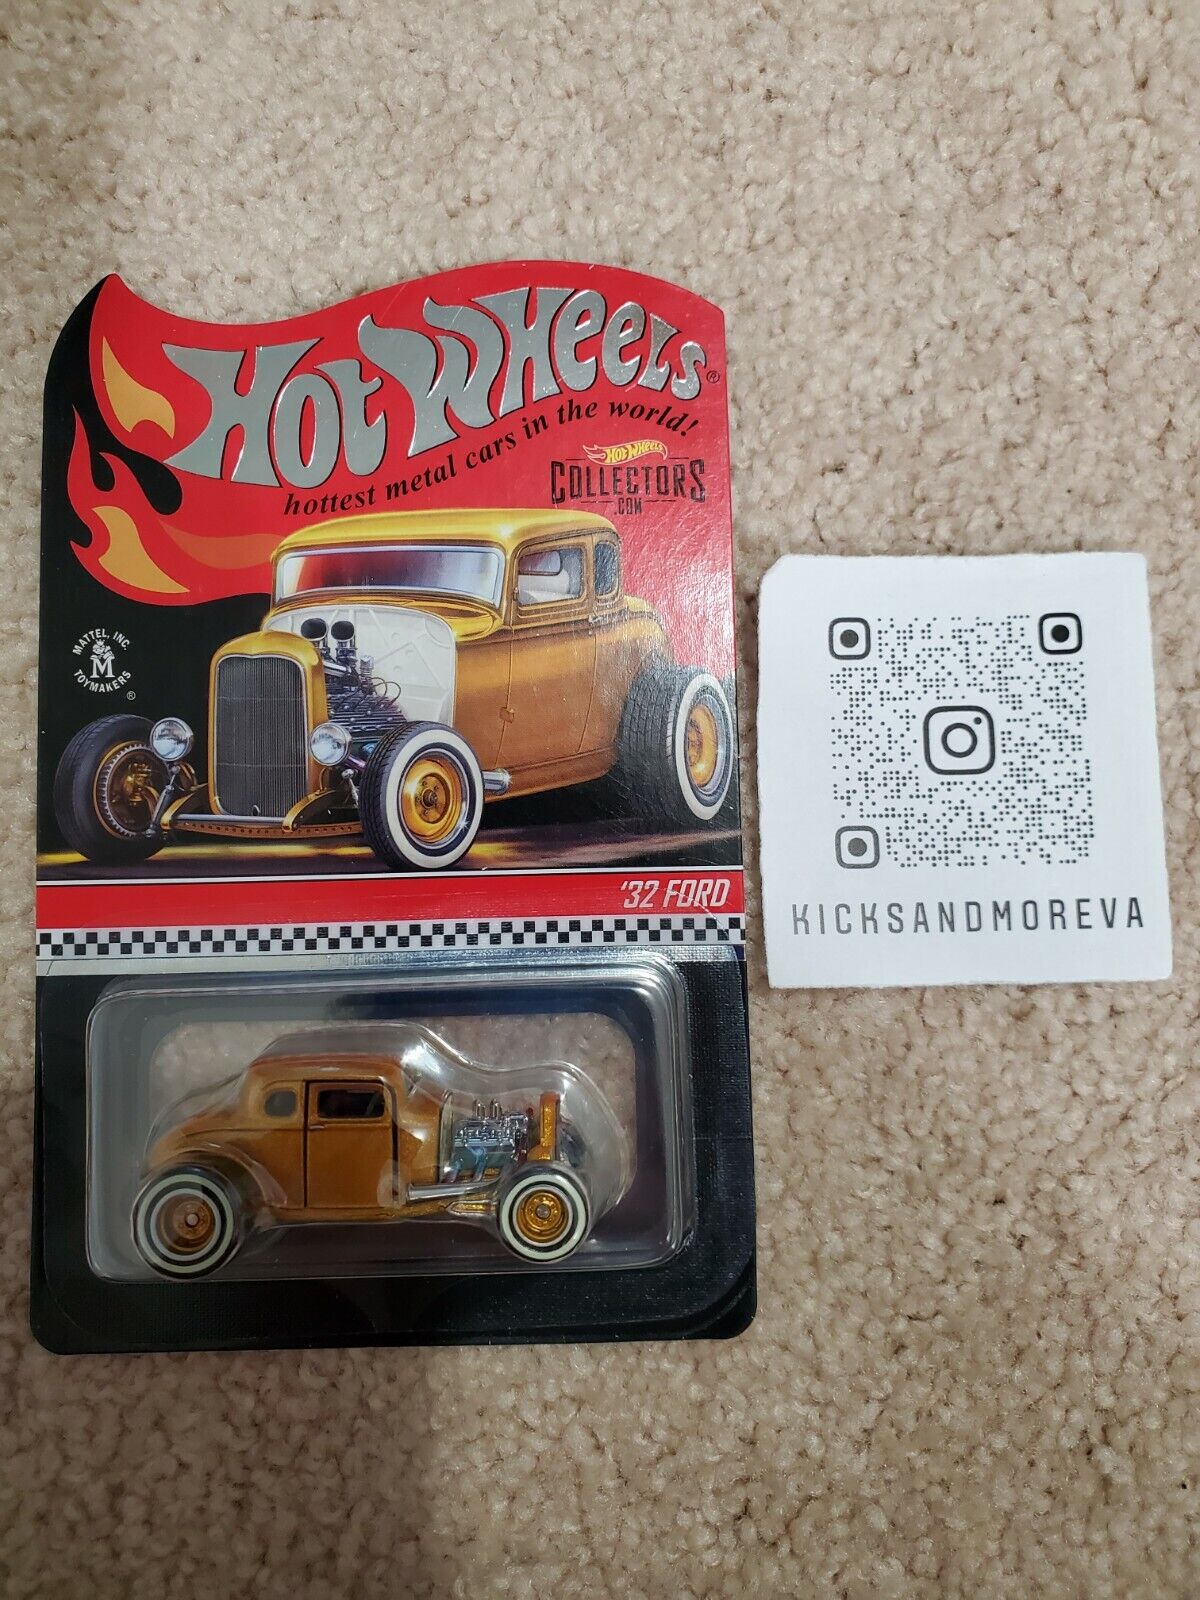 HOT WHEELS®
hottest metal cars in the world!
HOT WHEELS
COLLECTORS
.COM
MATTEL, INC.
M
TOYMAKERS
®
'32 FORD
KICKSANDMOREVA